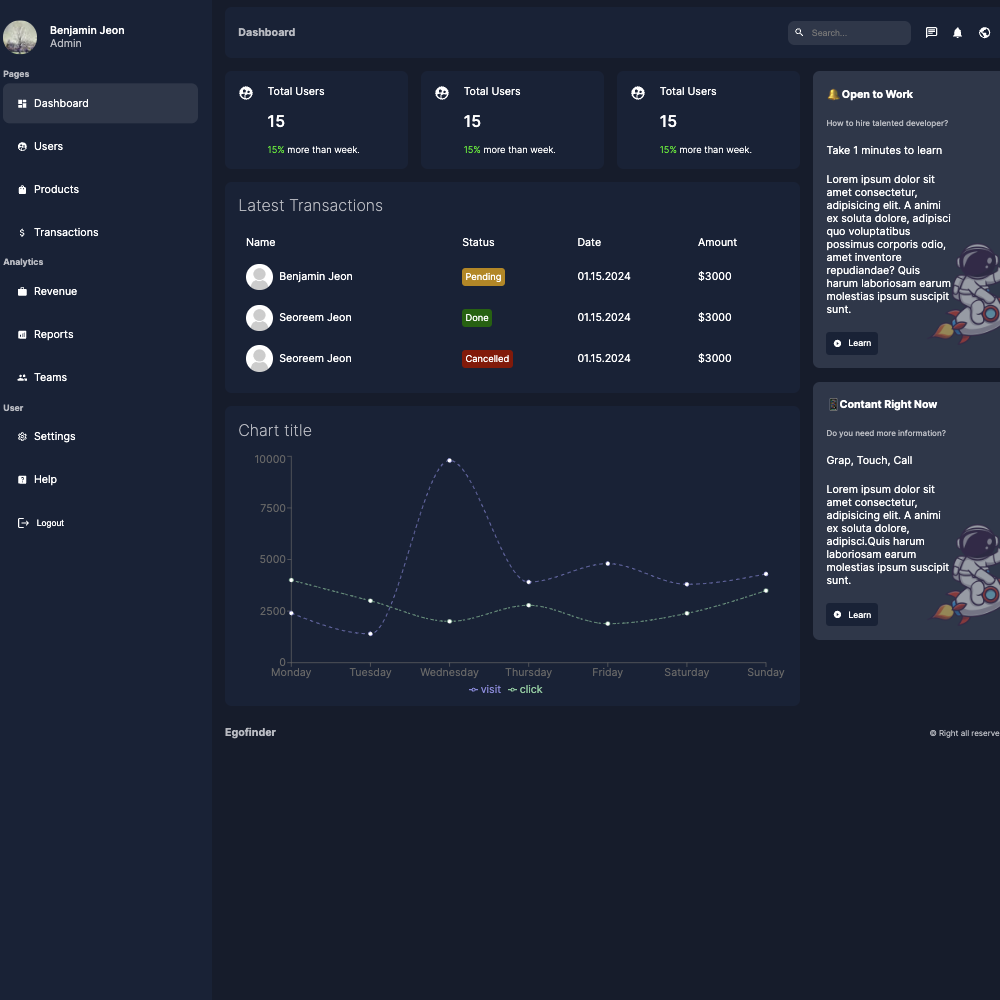 Benjamin Jeon
Admin
Pages
Dashboard
Users
Products
Transactions
Analytics
Revenue
Reports
Teams
User
Settings
Help
Logout
Dashboard
Search...
Total Users
15
15% more than week.
Total Users
15
15% more than week.
Total Users
15
15% more than week.
Latest Transactions
Name Status Date Amount
Benjamin Jeon Pending 01.15.2024 $3000
Seoreem Jeon Done 01.15.2024 $3000
Seoreem Jeon Cancelled 01.15.2024 $3000
Chart title
10000
7500
5000
2500
0
Monday Tuesday Wednesday Thursday Friday Saturday Sunday
visit click
Open to Work
How to hire talented developer?
Take 1 minutes to learn
Lorem ipsum dolor sit
amet consectetur,
adipisicing elit. A animi
ex soluta dolore, adipisci
quo voluptatibus
possimus corporis odio,
amet inventore
repudiandae? Quis
harum laboriosam earum
molestias ipsum suscipit
sunt.
Learn
Contant Right Now
Do you need more information?
Grap, Touch, Call
Lorem ipsum dolor sit
amet consectetur,
adipisicing elit. A animi
ex soluta dolore,
adipisci.Quis harum
laboriosam earum
molestias ipsum suscipit
sunt.
Learn
Egofinder
© Right all reserve